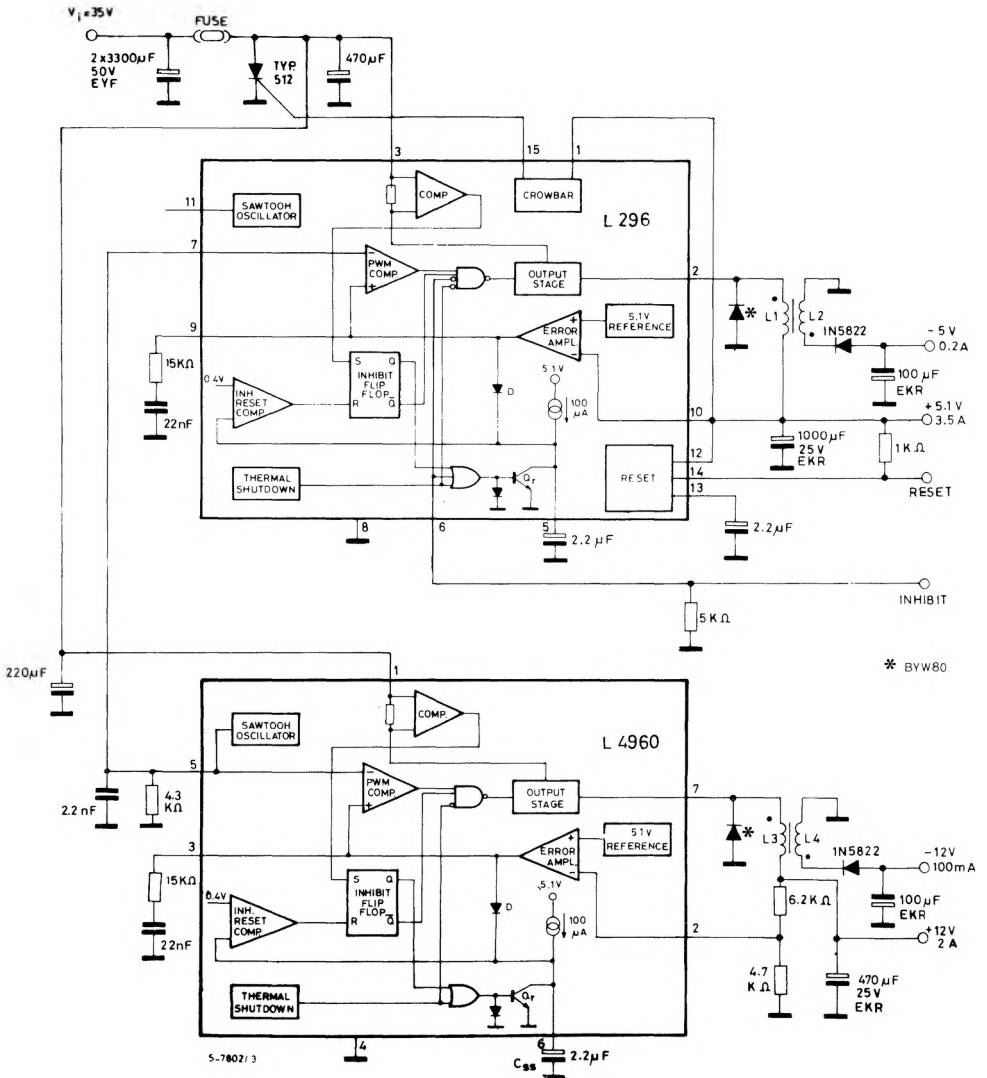 Vi=35V
FUSE
2x3300µF
50V
EYF
TYP.
512
470µF
3
15
1
11
SAWTOOH
OSCILLATOR
COMP.
CROWBAR
L 296
7
PWM
COMP.
OUTPUT
STAGE
2
9
ERROR
AMPL.
5.1V
REFERENCE
*
L1
L2
1N5822
-5V
0.2A
100µF
EKR
15KΩ
22nF
0.4V
INH.
RESET
COMP.
S Q
INHIBIT
FLIP
FLOP
R Q̅
D
5.1V
100
µA
10
+5.1V
3.5A
1000µF
25V
EKR
1KΩ
12
14
13
RESET
RESET
THERMAL
SHUTDOWN
Qr
8
6
5
2.2µF
2.2µF
INHIBIT
5KΩ
* BYW80
220µF
1
SAWTOOH
OSCILLATOR
COMP.
L 4960
5
PWM
COMP.
OUTPUT
STAGE
7
2.2nF
4.3
KΩ
3
ERROR
AMPL.
5.1V
REFERENCE
*
L3
L4
1N5822
-12V
100mA
100µF
EKR
15KΩ
22nF
0.4V
INH.
RESET
COMP.
S Q
INHIBIT
FLIP
FLOP
R Q̅
D
5.1V
100
µA
6.2KΩ
2
+12V
2A
4.7
KΩ
470µF
25V
EKR
THERMAL
SHUTDOWN
Qr
4
6
S-7802/3
Css
2.2µF